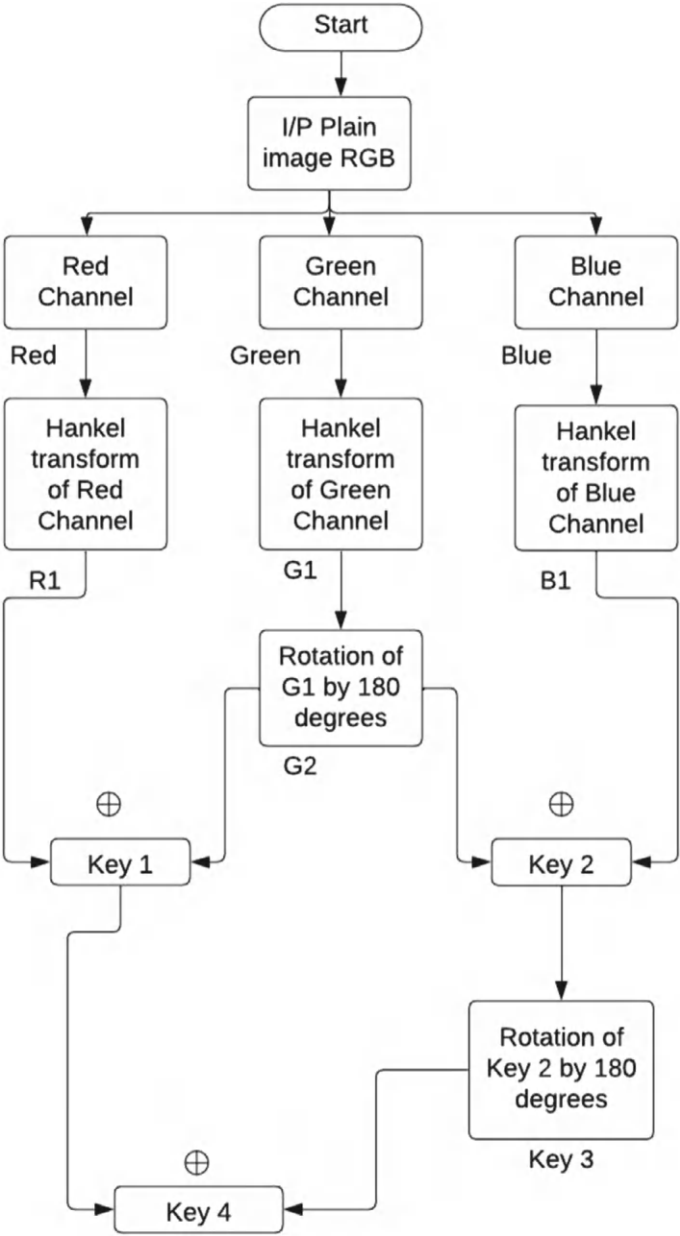 Start
I/P Plain
image RGB
Red
Channel
Green
Channel
Blue
Channel
Red
Green
Blue
Hankel
transform
of Red
Channel
Hankel
transform
of Green
Channel
Hankel
transform
of Blue
Channel
R1
G1
B1
Rotation of
G1 by 180
degrees
G2
⊕
⊕
Key 1
Key 2
Rotation of
Key 2 by 180
degrees
Key 3
⊕
Key 4